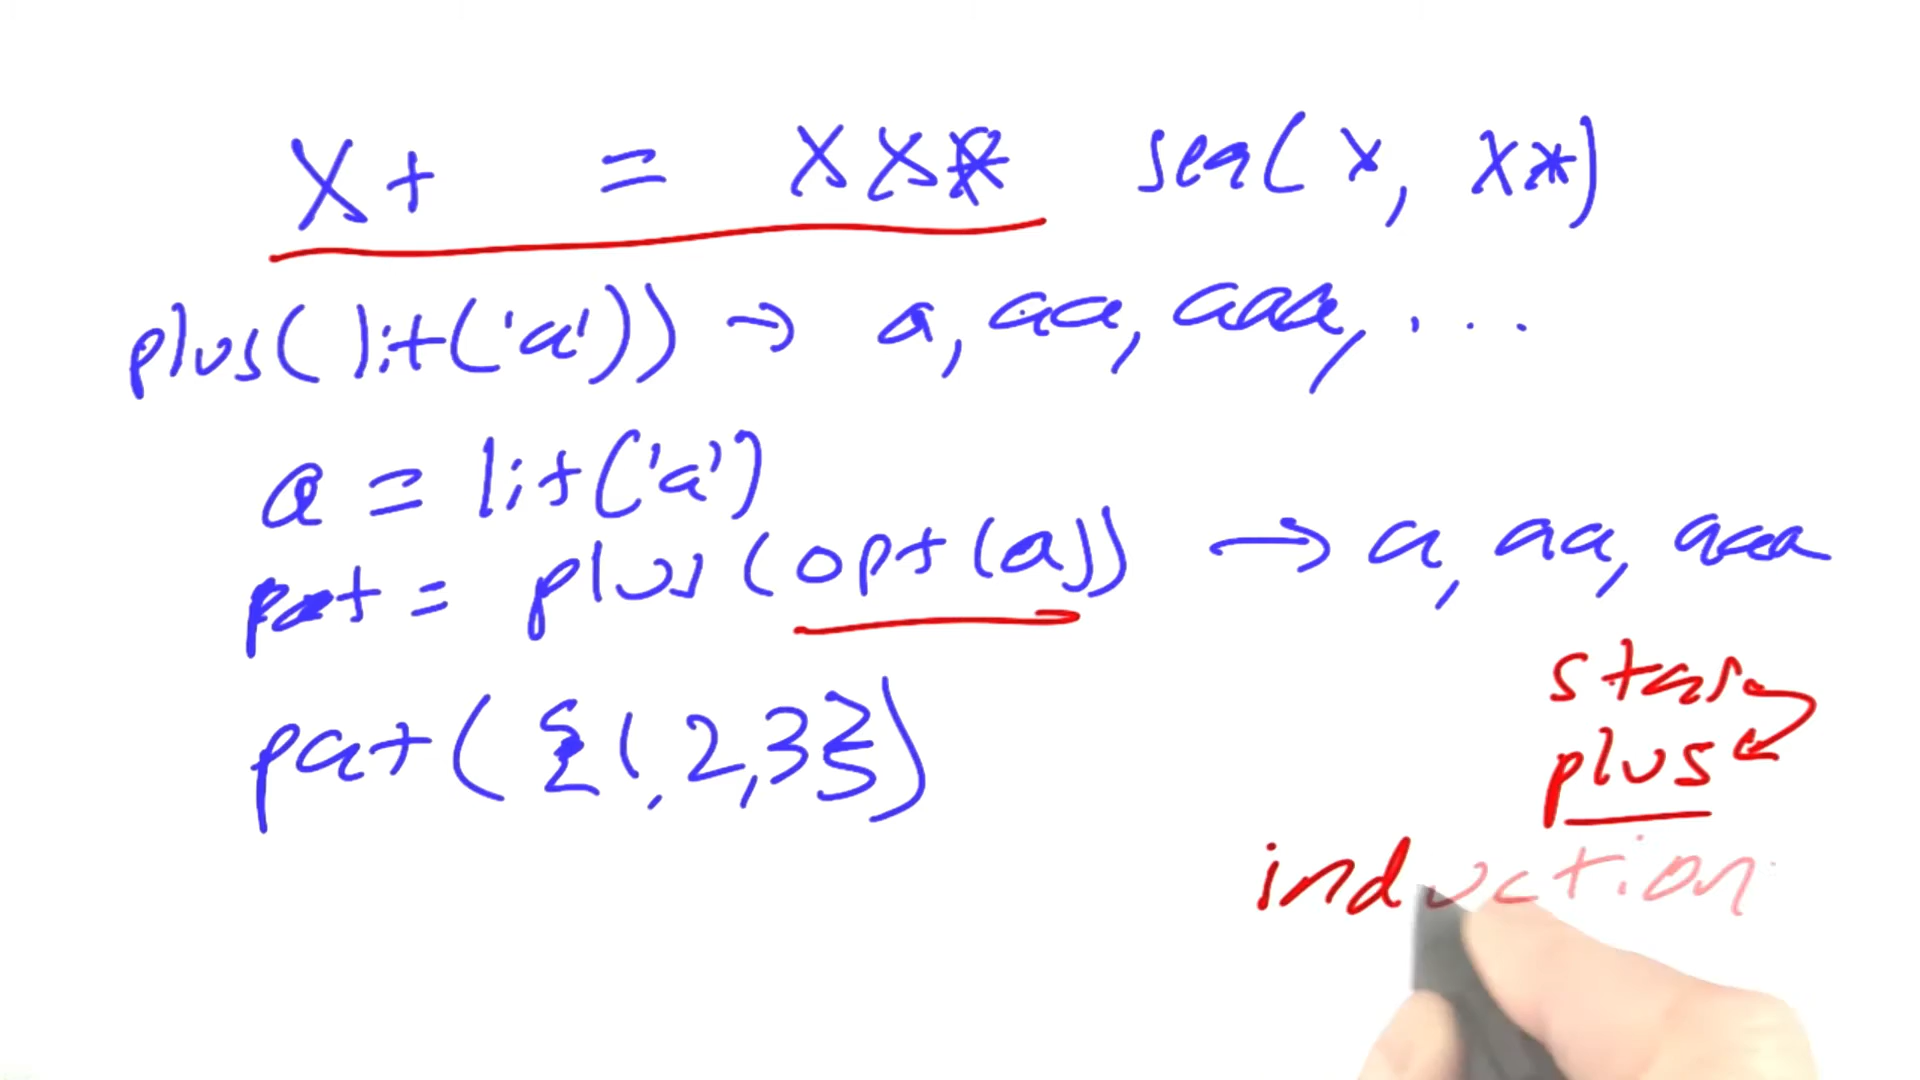 x+ = xx* seq(x, x*)
plus(lit('a')) → a, aa, aaa, ...
a = lit('a')
pat = plus(opt(a)) → a, aa, aaa
pat({1,2,3})
star
plus
induction